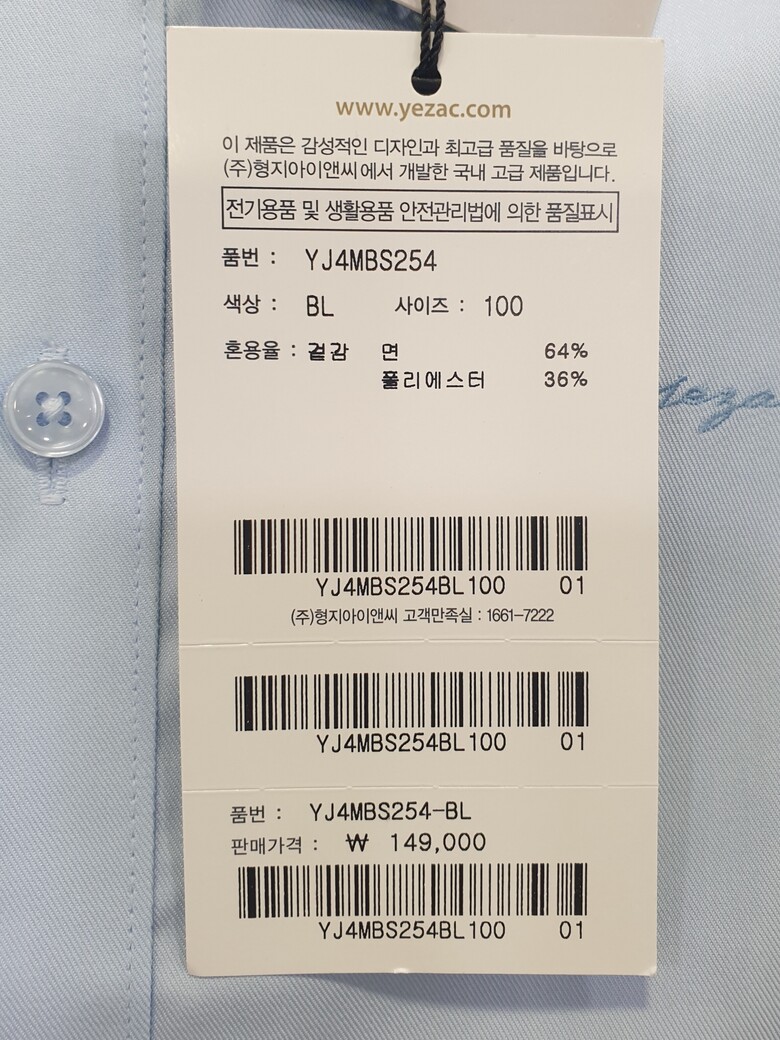 www.yezac.com
이 제품은 감성적인 디자인과 최고급 품질을 바탕으로
(주)형지아이앤씨에서 개발한 국내 고급 제품입니다.
전기용품 및 생활용품 안전관리법에 의한 품질표시
품번 : YJ4MBS254
색상 : BL 사이즈 : 100
혼용율 : 겉감 면 64%
폴리에스터 36%
yeza
YJ4MBS254BL100 01
(주)형지아이앤씨 고객만족실 : 1661-7222
YJ4MBS254BL100 01
품번 : YJ4MBS254-BL
판매가격 : ₩ 149,000
YJ4MBS254BL100 01